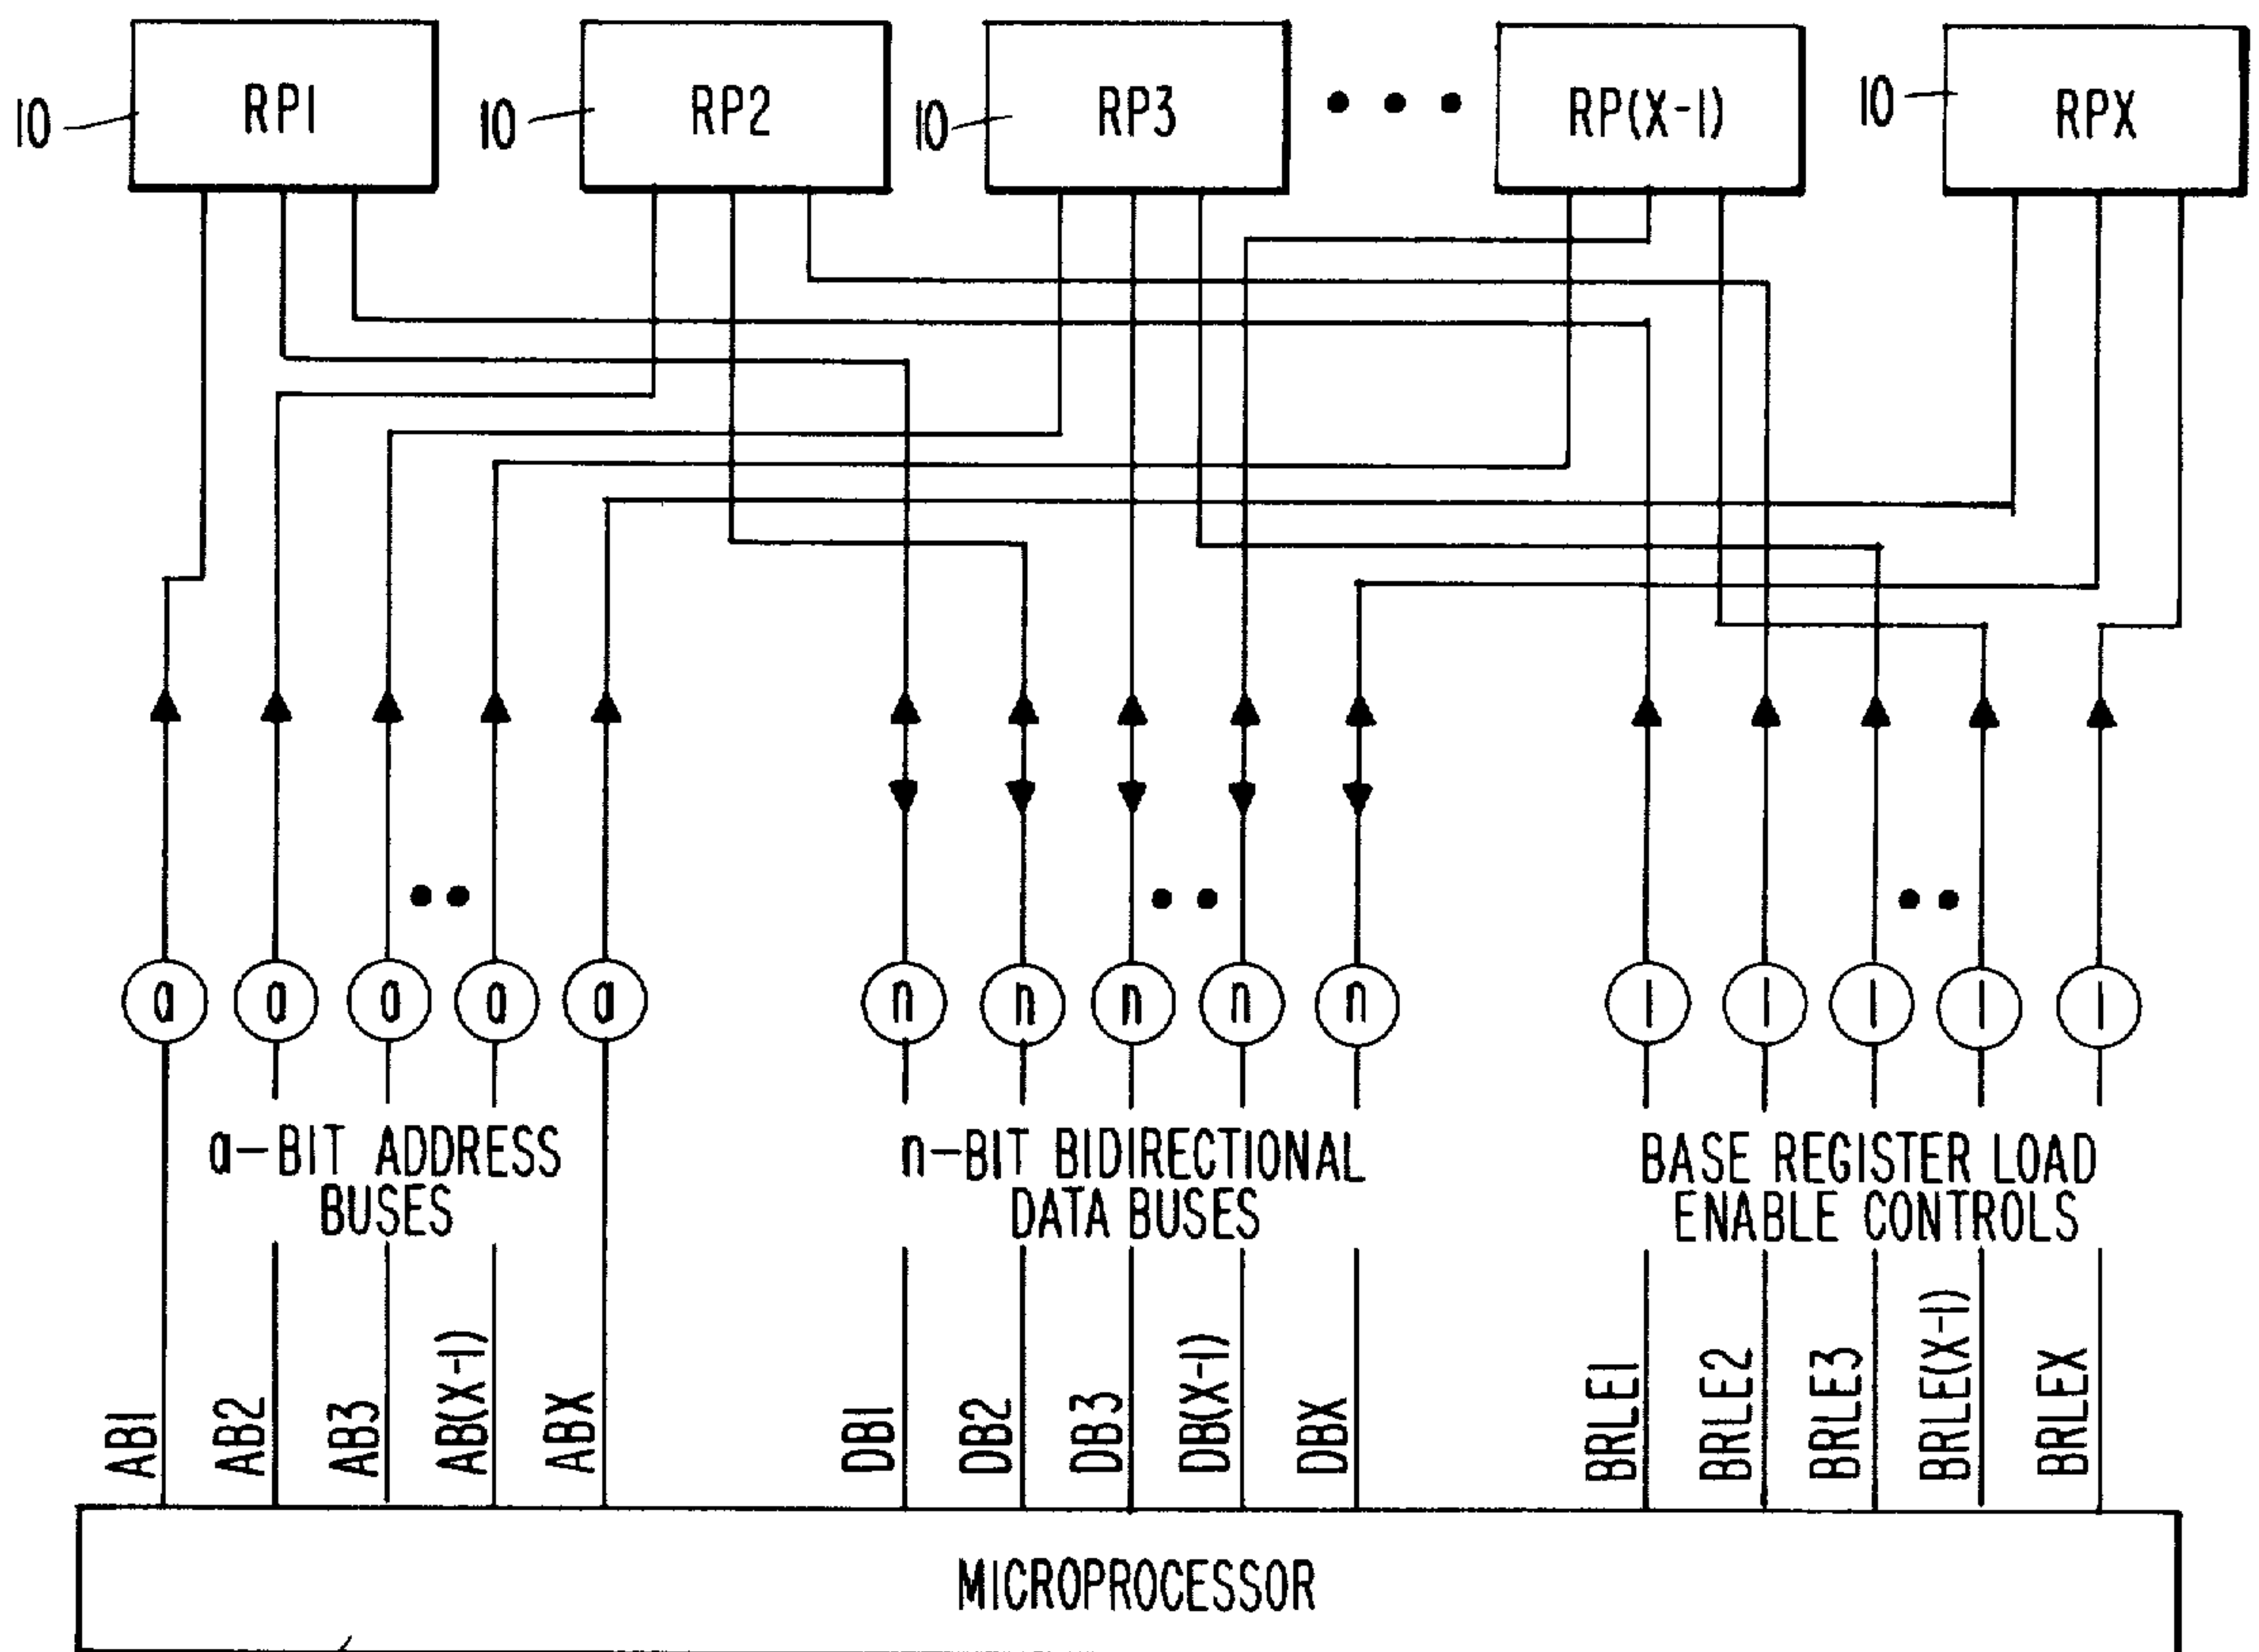 RP1
RP2
RP3
RP(X-1)
RPX
10
10
10
10
a a a a a
n n n n n
1 1 1 1 1
a-BIT ADDRESS
BUSES
n-BIT BIDIRECTIONAL
DATA BUSES
BASE REGISTER LOAD
ENABLE CONTROLS
AB1
AB2
AB3
AB(X-1)
ABX
DB1
DB2
DB3
DB(X-1)
DBX
BRLE1
BRLE2
BRLE3
BRLE(X-1)
BRLEX
MICROPROCESSOR